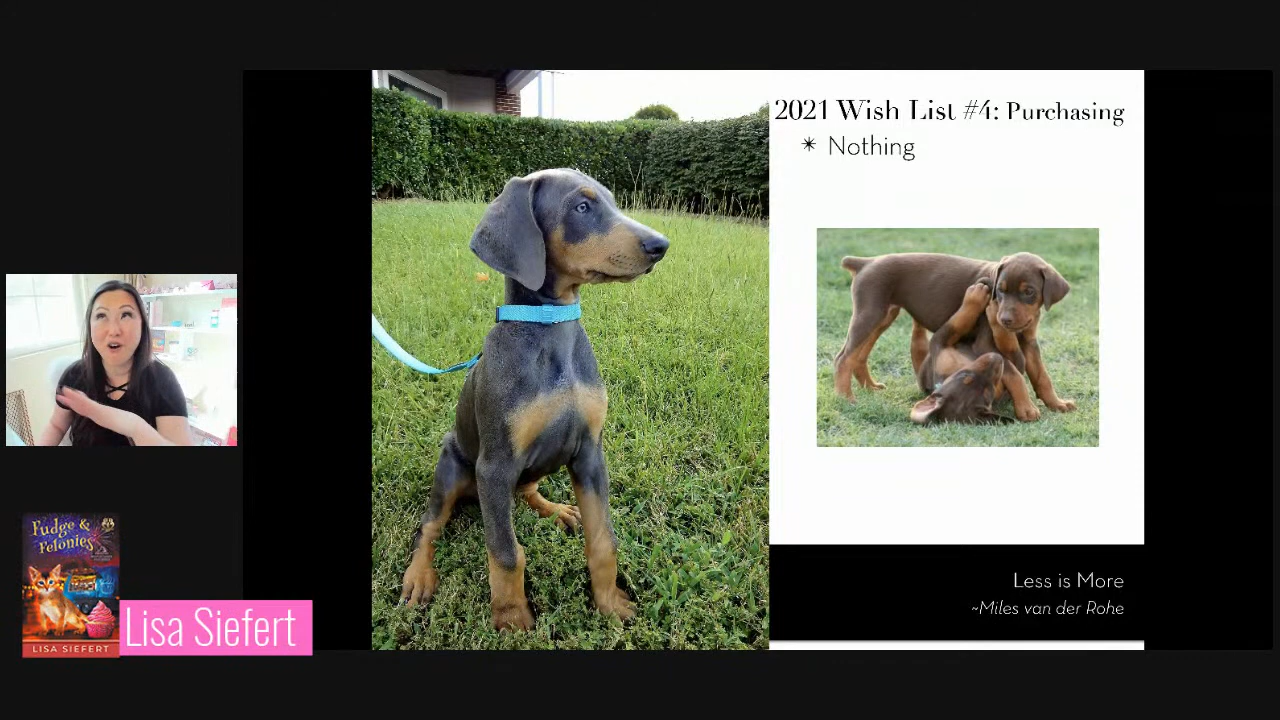 2021 Wish List #4: Purchasing
✴ Nothing
Less is More
~Miles van der Rohe
Fudge &
Felonies
LISA SIEFERT
Lisa Siefert